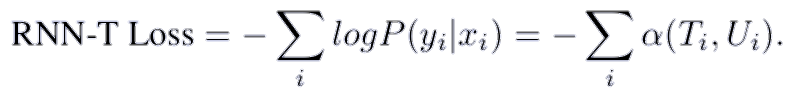 RNN-T Loss = − ∑_i logP(y_i|x_i) = − ∑_i α(T_i, U_i).